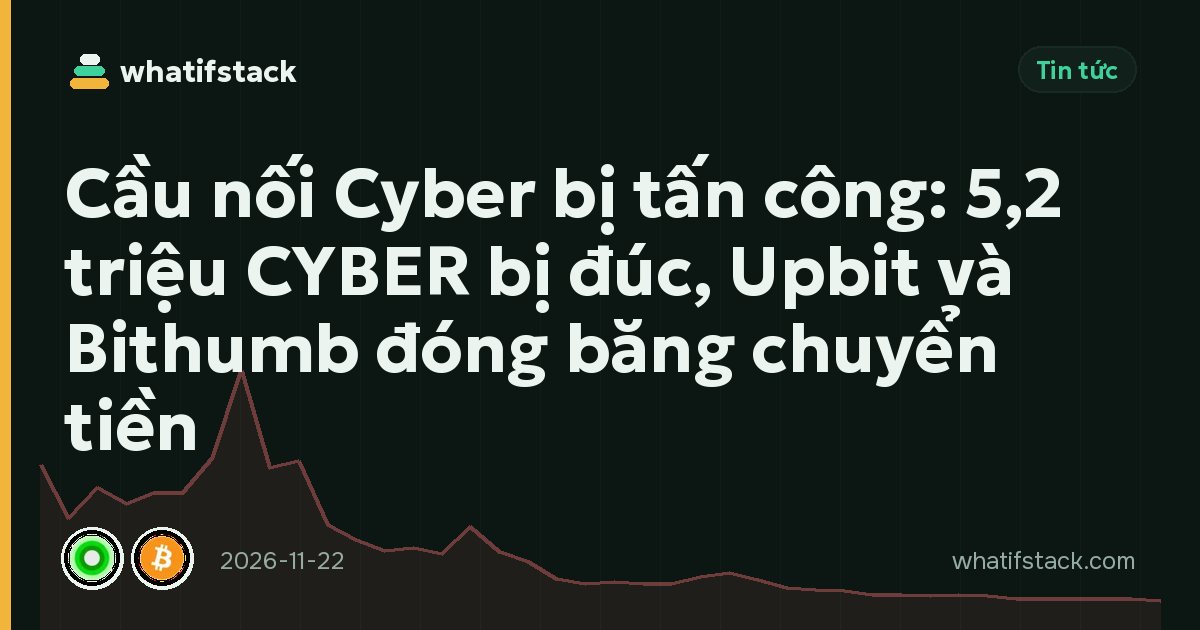 whatifstack
Tin tức
Cầu nối Cyber bị tấn công: 5,2
triệu CYBER bị đúc, Upbit và
Bithumb đóng băng chuyển
tiền
2026-11-22
whatifstack.com